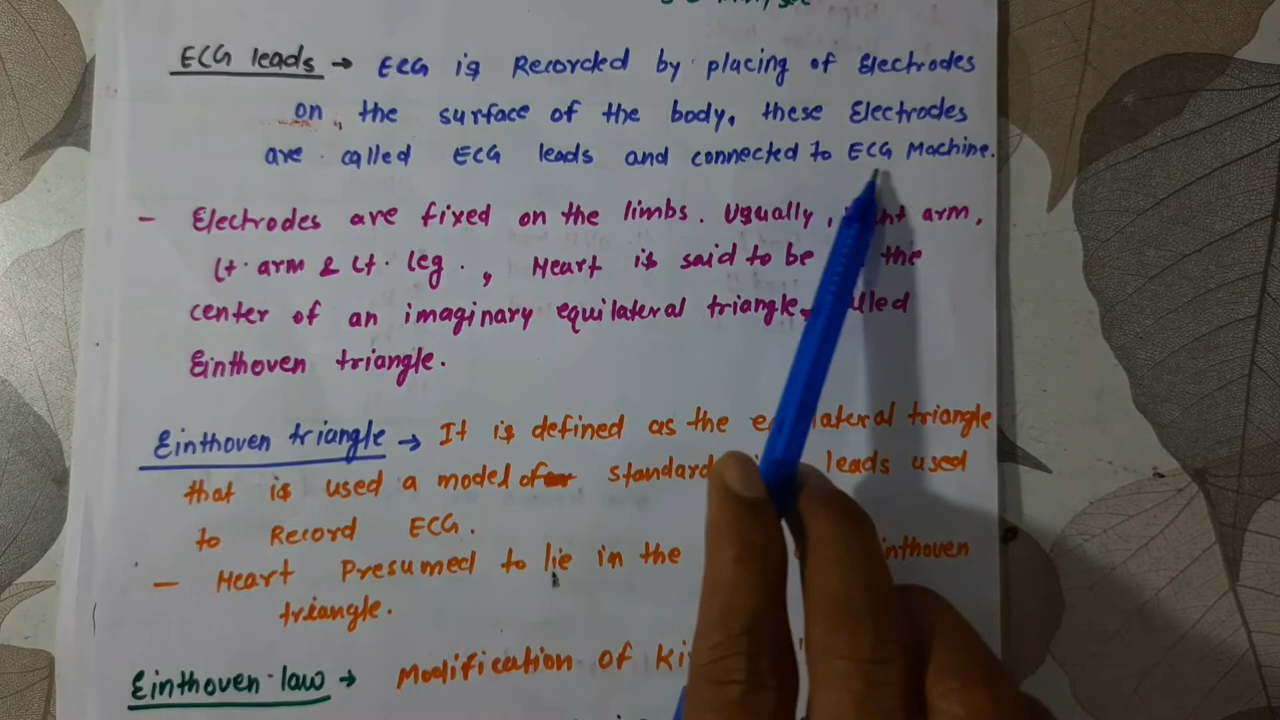 ECG leads → ECG is Recorded by placing of Electrodes
on the surface of the body. these Electrodes
are called ECG leads and connected to ECG Machine.
- Electrodes are fixed on the limbs. Usually, arm,
Lt. arm & Lt. leg., Heart is said to be the
center of an imaginary equilateral triangle
Einthoven triangle.
Einthoven triangle → It is defined as the triangle
that is used a model of standard leads used
to Record ECG.
- Heart Presumed to lie in the
triangle.
Einthoven law → Modification of